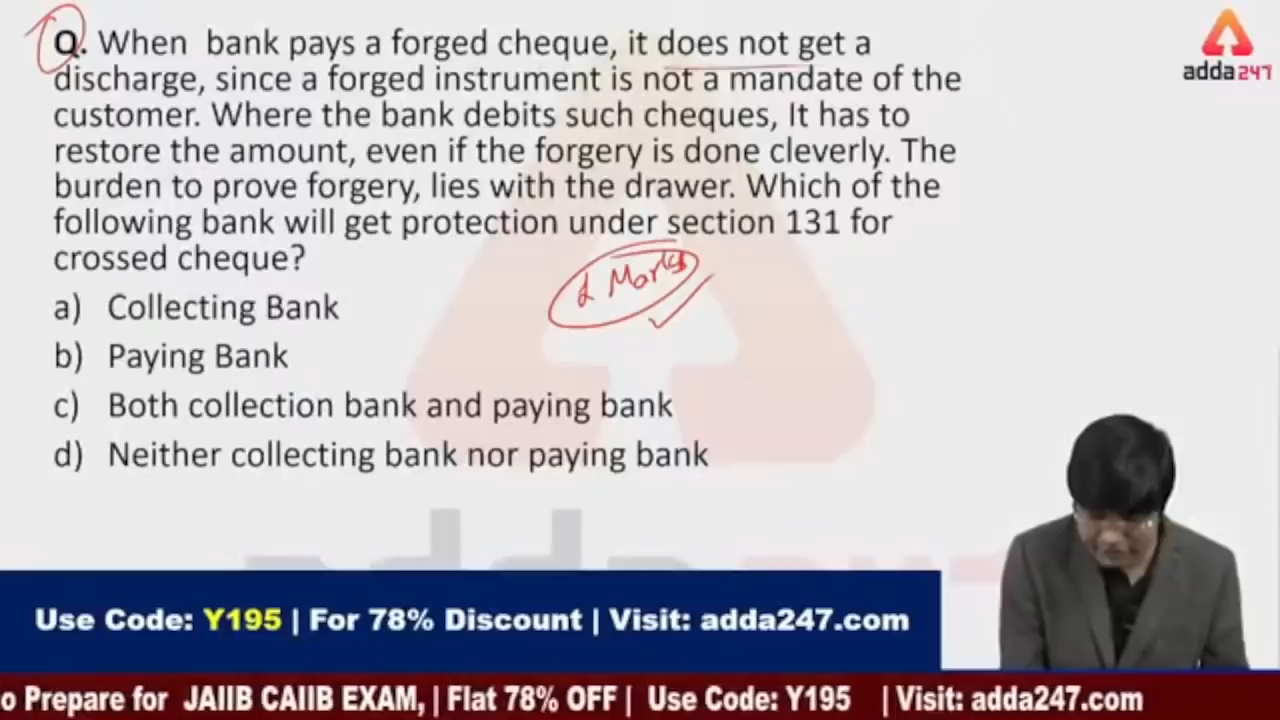 Q. When bank pays a forged cheque, it does not get a
discharge, since a forged instrument is not a mandate of the
customer. Where the bank debits such cheques, It has to
restore the amount, even if the forgery is done cleverly. The
burden to prove forgery, lies with the drawer. Which of the
following bank will get protection under section 131 for
crossed cheque?
Marks
a) Collecting Bank
b) Paying Bank
c) Both collection bank and paying bank
d) Neither collecting bank nor paying bank
adda247
Use Code: Y195 | For 78% Discount | Visit: adda247.com
o Prepare for JAIIB CAIIB EXAM, | Flat 78% OFF | Use Code: Y195 | Visit: adda247.com